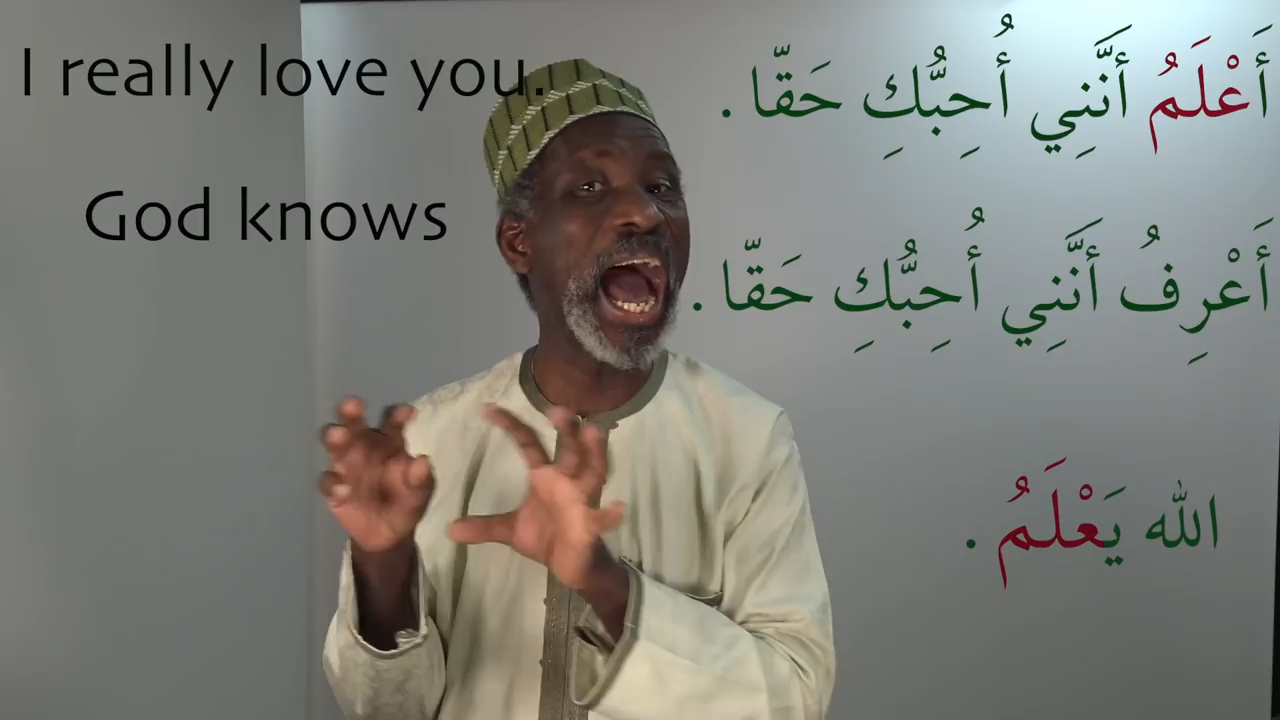 I really love you.
God knows
أَعْلَمُ أَنَّنِي أُحِبُّكِ حَقّا .
أَعْرِفُ أَنَّنِي أُحِبُّكِ حَقّا .
الله يَعْلَمُ .